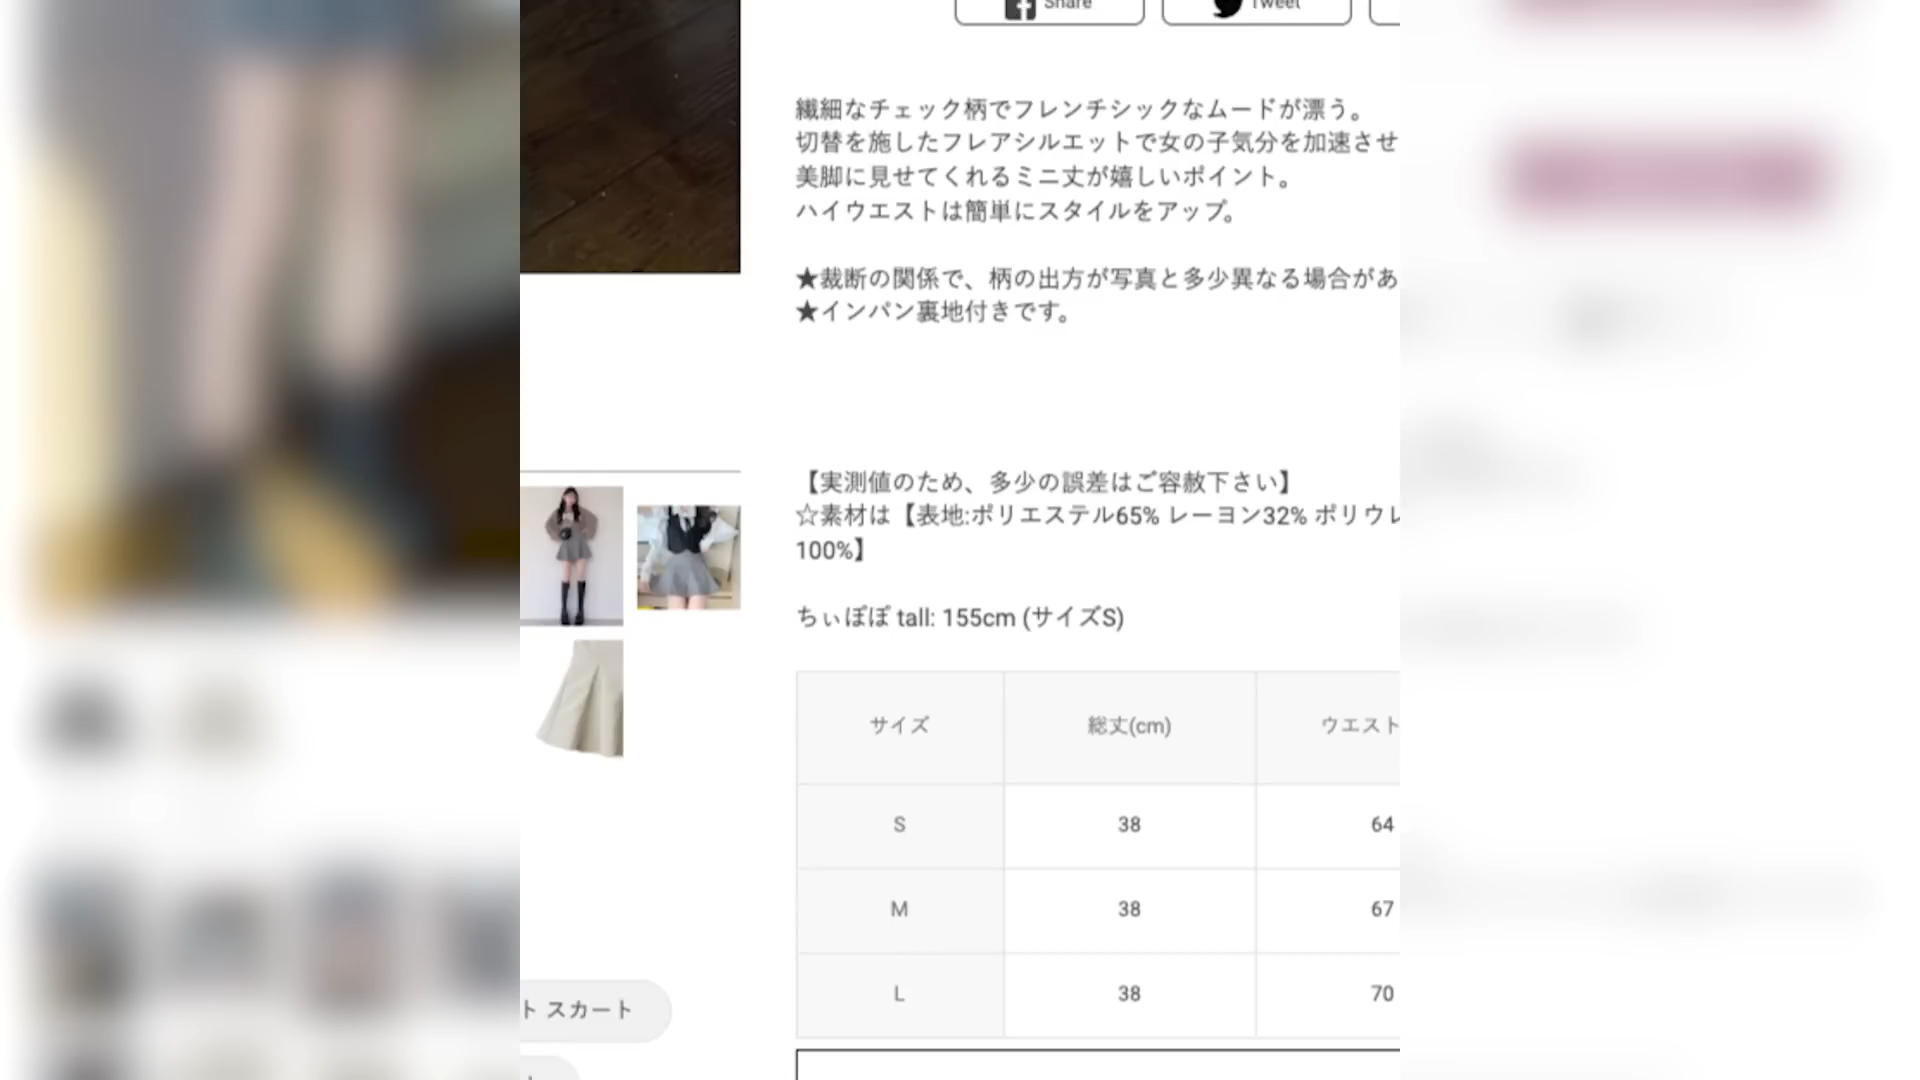 Share
Tweet
繊細なチェック柄でフレンチシックなムードが漂う。
切替を施したフレアシルエットで女の子気分を加速させ
美脚に見せてくれるミニ丈が嬉しいポイント。
ハイウエストは簡単にスタイルをアップ。
★裁断の関係で、柄の出方が写真と多少異なる場合があ
★インパン裏地付きです。
【実測値のため、多少の誤差はご容赦下さい】
☆素材は【表地:ポリエステル65% レーヨン32% ポリウレ
100%】
ちぃぽぽ tall: 155cm (サイズS)
サイズ 総丈(cm) ウエスト
S 38 64
M 38 67
L 38 70
ト スカート